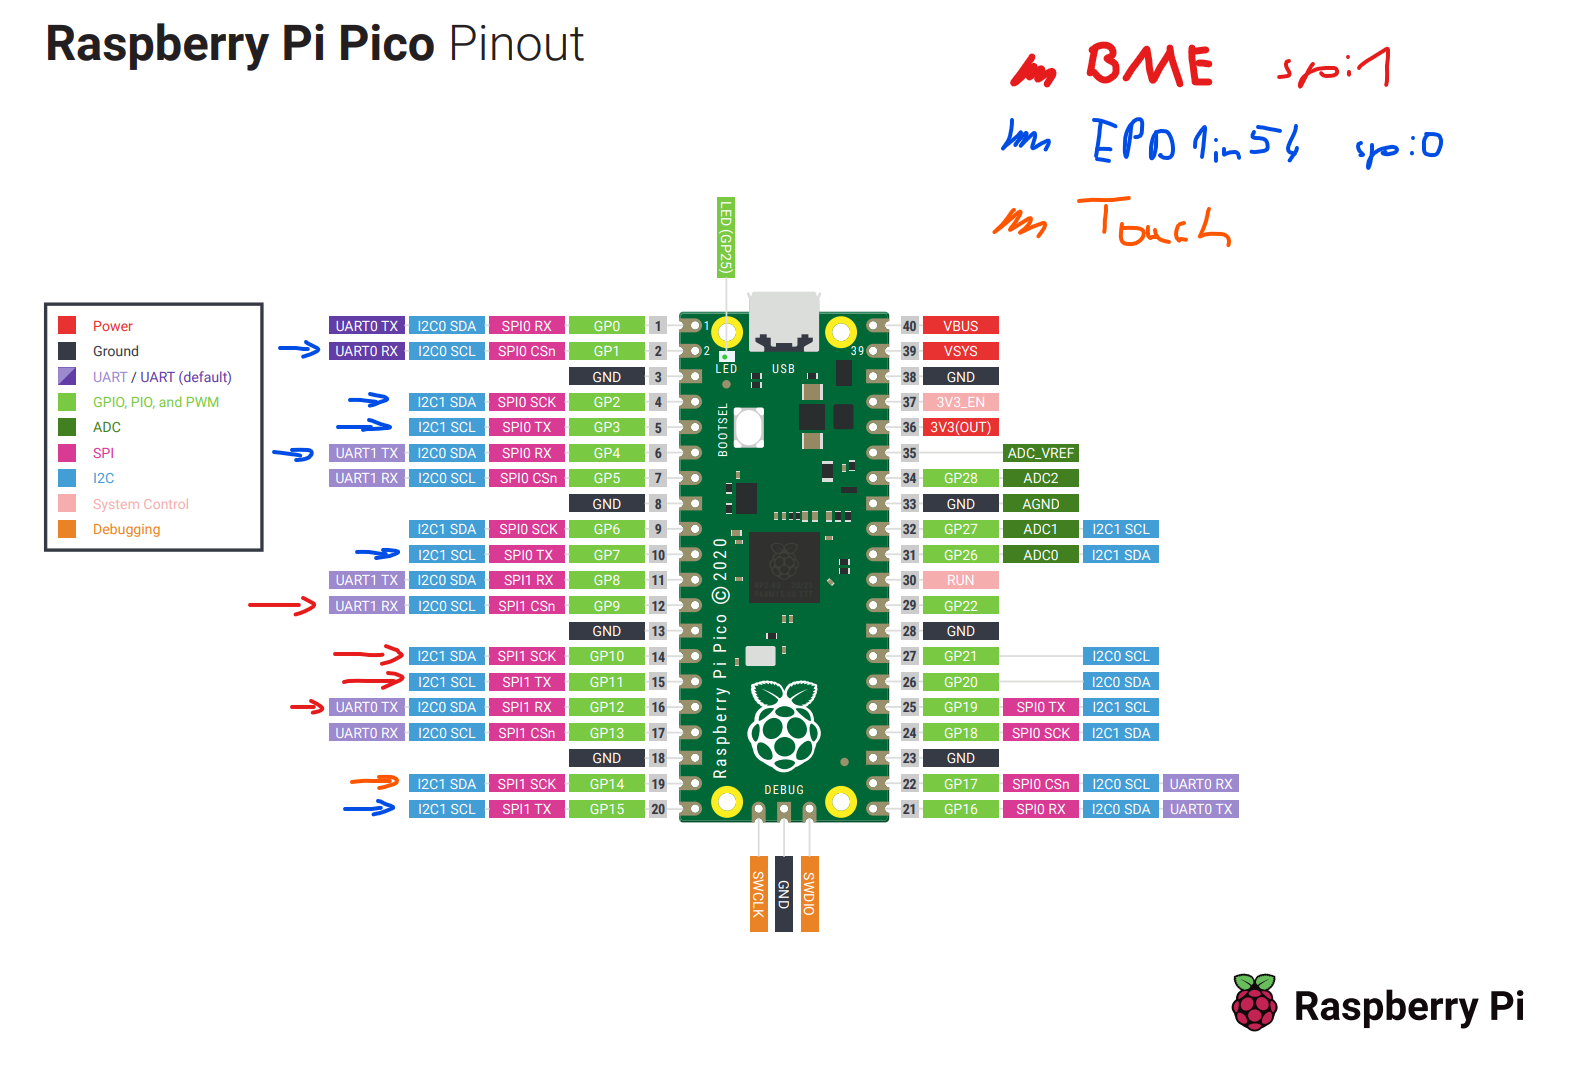 Raspberry Pi Pico Pinout
BME spi:1
EPD 1in54 spi:0
Touch
LED (GP25)
Power
Ground
UART / UART (default)
GPIO, PIO, and PWM
ADC
SPI
I2C
System Control
Debugging
UART0 TX I2C0 SDA SPI0 RX GP0 1
UART0 RX I2C0 SCL SPI0 CSn GP1 2
GND 3
I2C1 SDA SPI0 SCK GP2 4
I2C1 SCL SPI0 TX GP3 5
UART1 TX I2C0 SDA SPI0 RX GP4 6
UART1 RX I2C0 SCL SPI0 CSn GP5 7
GND 8
I2C1 SDA SPI0 SCK GP6 9
I2C1 SCL SPI0 TX GP7 10
UART1 TX I2C0 SDA SPI1 RX GP8 11
UART1 RX I2C0 SCL SPI1 CSn GP9 12
GND 13
I2C1 SDA SPI1 SCK GP10 14
I2C1 SCL SPI1 TX GP11 15
UART0 TX I2C0 SDA SPI1 RX GP12 16
UART0 RX I2C0 SCL SPI1 CSn GP13 17
GND 18
I2C1 SDA SPI1 SCK GP14 19
I2C1 SCL SPI1 TX GP15 20
1
2
39
LED
USB
BOOTSEL
Raspberry Pi Pico © 2020
DEBUG
40 VBUS
39 VSYS
38 GND
37 3V3_EN
36 3V3(OUT)
35 ADC_VREF
34 GP28 ADC2
33 GND AGND
32 GP27 ADC1 I2C1 SCL
31 GP26 ADC0 I2C1 SDA
30 RUN
29 GP22
28 GND
27 GP21 I2C0 SCL
26 GP20 I2C0 SDA
25 GP19 SPI0 TX I2C1 SCL
24 GP18 SPI0 SCK I2C1 SDA
23 GND
22 GP17 SPI0 CSn I2C0 SCL UART0 RX
21 GP16 SPI0 RX I2C0 SDA UART0 TX
SWCLK
GND
SWDIO
Raspberry Pi